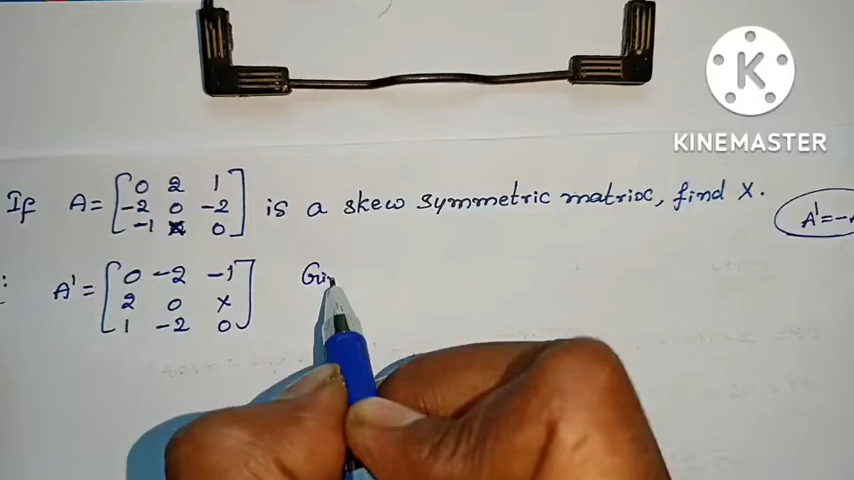 K
KINEMASTER
If A = [0 2 1
-2 0 -2
-1 x 0] is a skew symmetric matrix, find x.
A' = -A
: A' = [0 -2 -1
2 0 x
1 -2 0] Gi